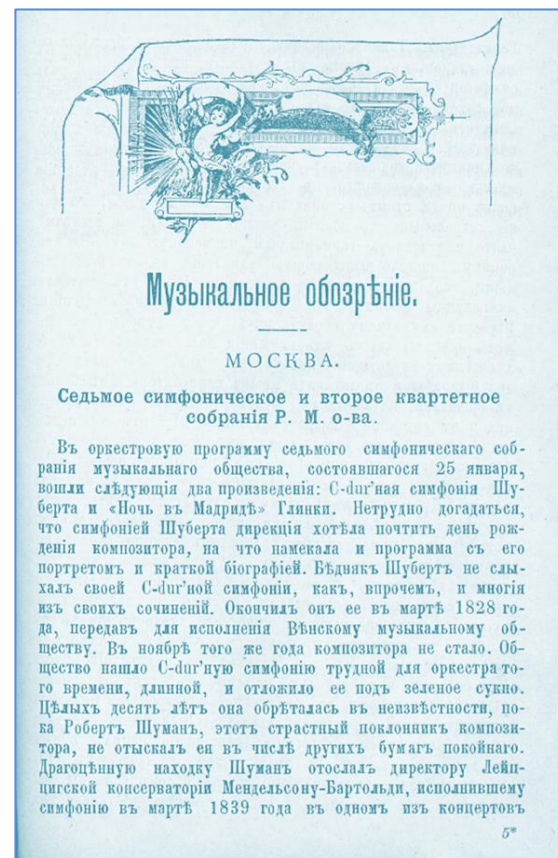 Музыкальное обозрѣніе.
МОСКВА.
Седьмое симфоническое и второе квартетное
собранія Р. М. о-ва.
Въ оркестровую программу седьмого симфоническаго соб-
ранія музыкальнаго общества, состоявшагося 25 января,
вошли слѣдующія два произведенія: C-dur'ная симфонія Шу-
берта и «Ночь въ Мадридѣ» Глинки. Нетрудно догадаться,
что симфоніей Шуберта дирекція хотѣла почтить день рож-
денія композитора, на что намекала и программа съ его
портретомъ и краткой біографіей. Бѣднякъ Шубертъ не слы-
халъ своей C-dur'ной симфоніи, какъ, впрочемъ, и многія
изъ своихъ сочиненій. Окончилъ онъ ее въ мартѣ 1828 го-
да, передавъ для исполненія Вѣнскому музыкальному об-
ществу. Въ ноябрѣ того же года композитора не стало. Об-
щество нашло C-dur'ную симфонію трудной для оркестра то-
го времени, длинной, и отложило ее подъ зеленое сукно.
Цѣлыхъ десять лѣтъ она обрѣталась въ неизвѣстности, по-
ка Робертъ Шуманъ, этотъ страстный поклонникъ компози-
тора, не отыскалъ ея въ числѣ другихъ бумагъ покойнаго.
Драгоцѣнную находку Шуманъ отослалъ директору Лейп-
цигской консерваторіи Мендельсону-Бартольди, исполнившему
симфонію въ мартѣ 1839 года въ одномъ изъ концертовъ
5*